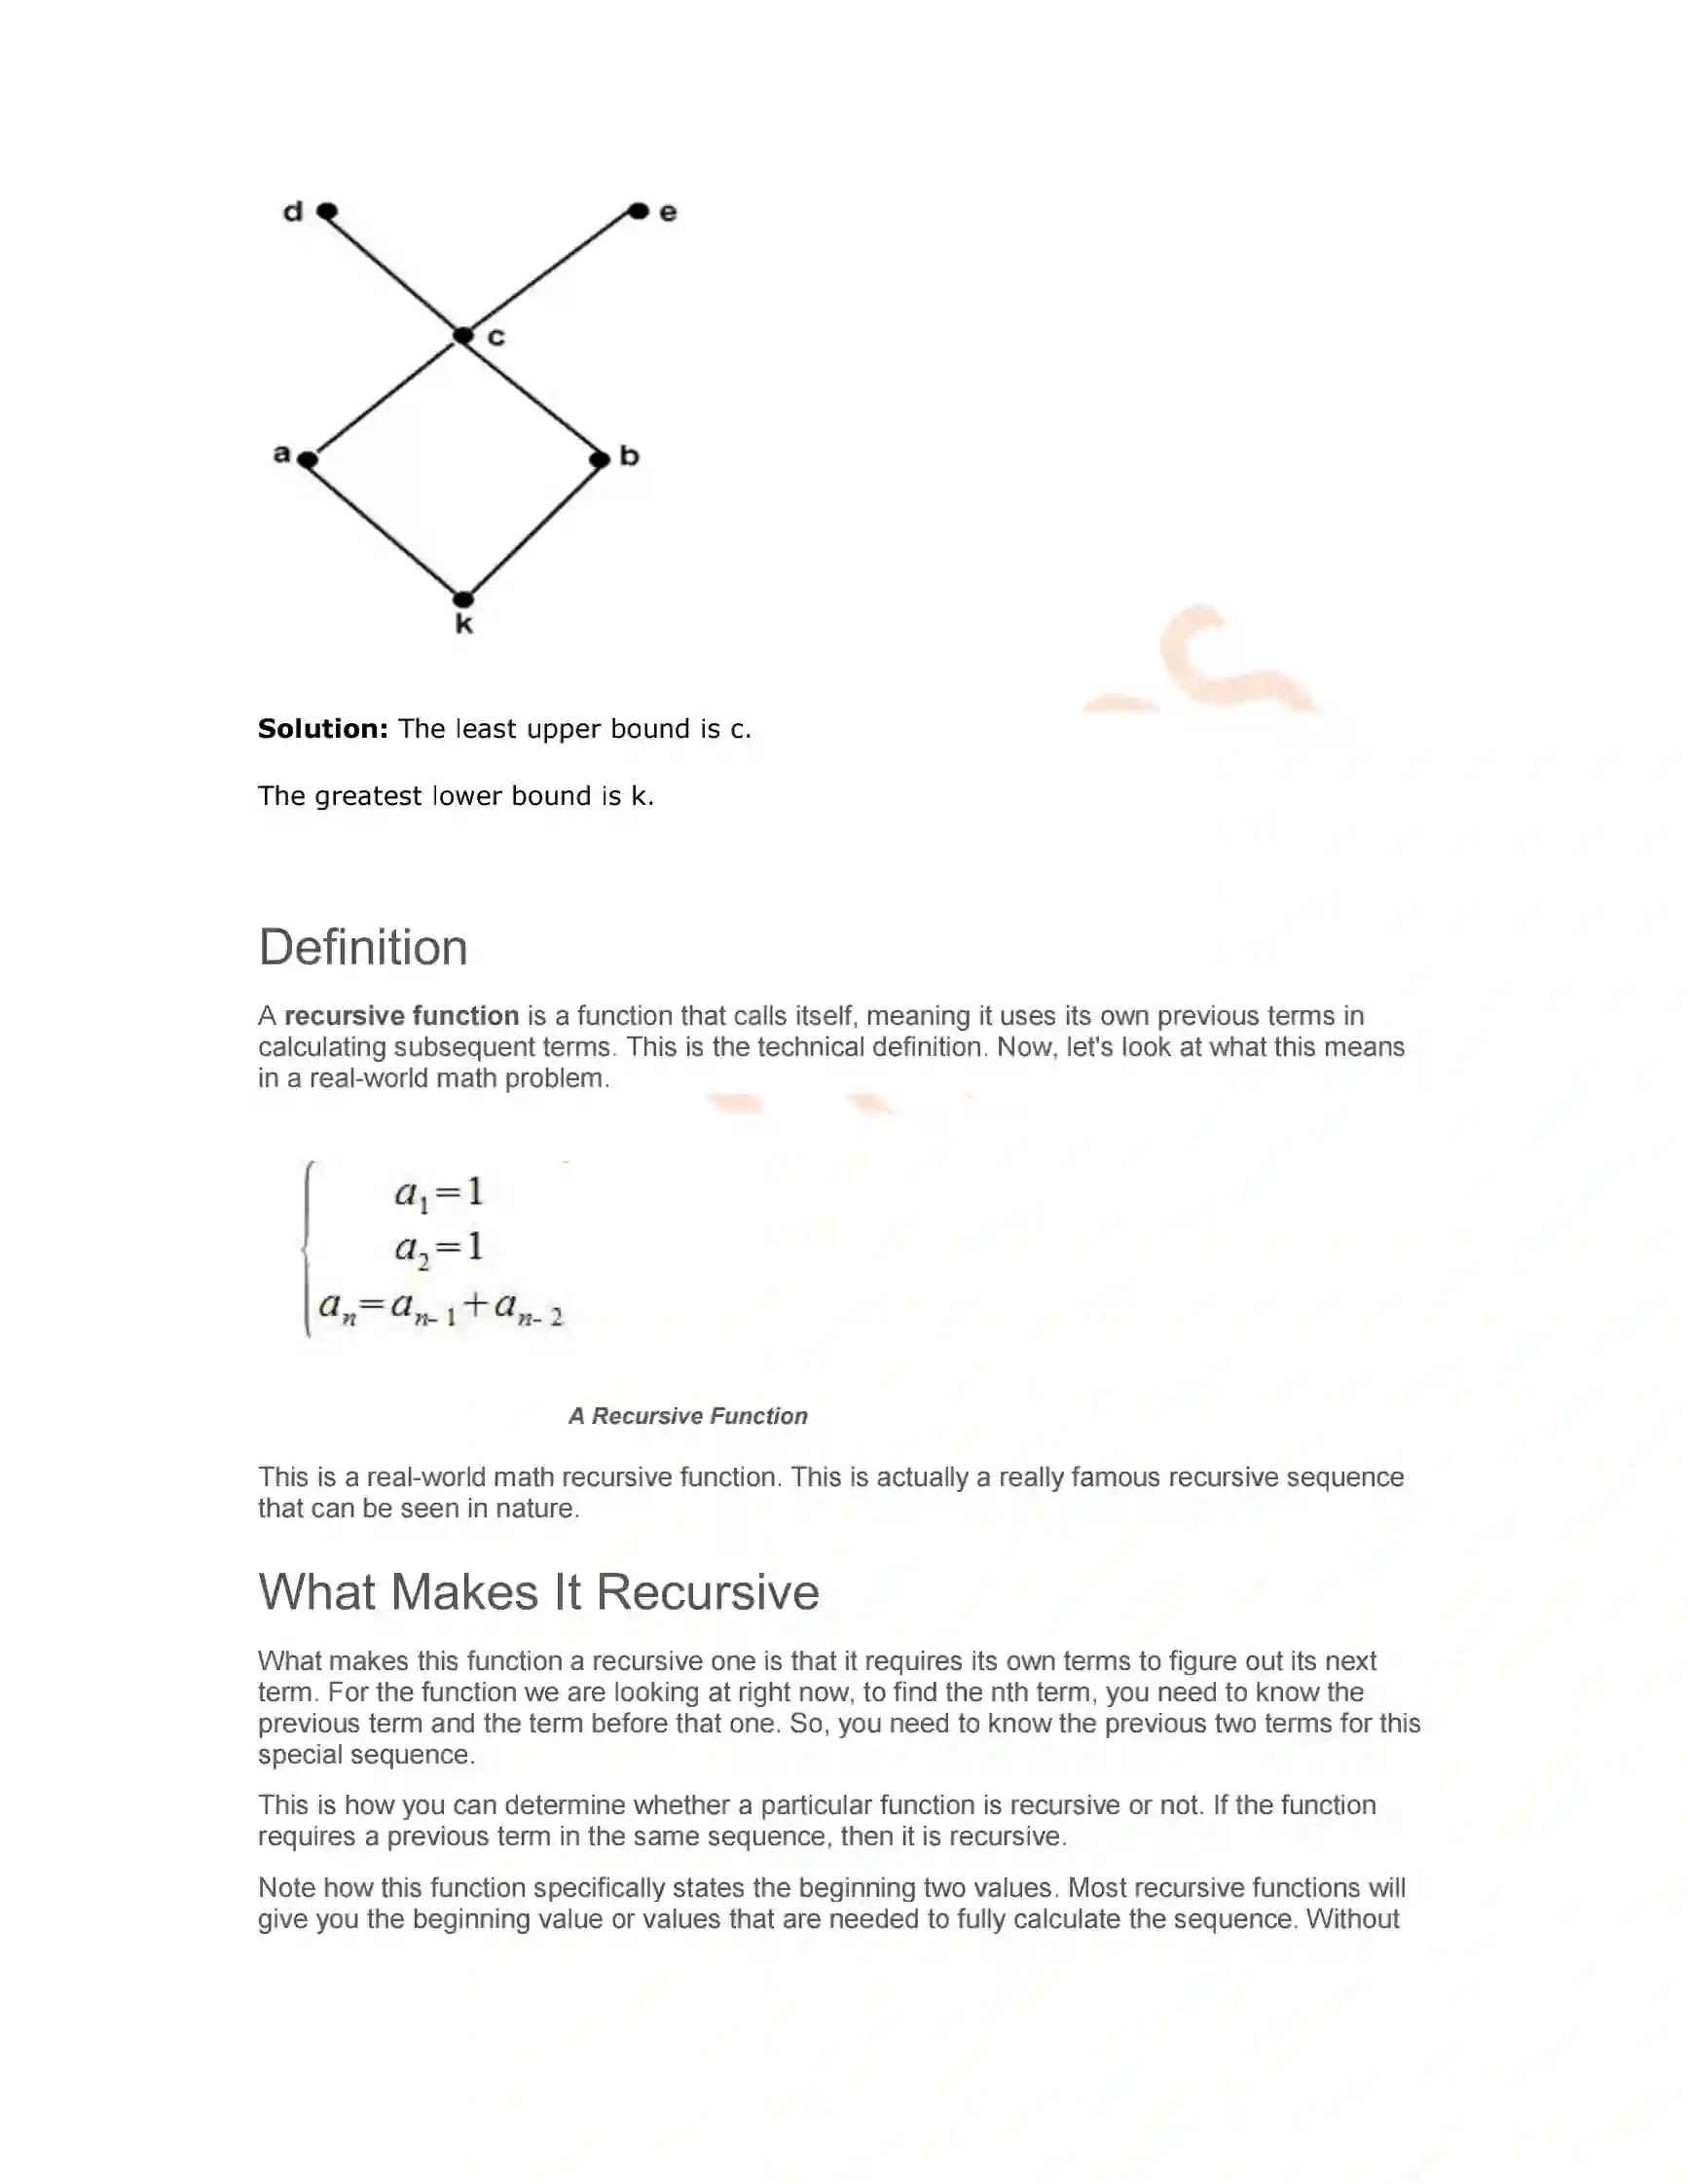 d e
c
a b
k
Solution: The least upper bound is c.
The greatest lower bound is k.
Definition
A recursive function is a function that calls itself, meaning it uses its own previous terms in
calculating subsequent terms. This is the technical definition. Now, let's look at what this means
in a real-world math problem.
a₁=1
a₂=1
aₙ=aₙ₋₁+aₙ₋₂
A Recursive Function
This is a real-world math recursive function. This is actually a really famous recursive sequence
that can be seen in nature.
What Makes It Recursive
What makes this function a recursive one is that it requires its own terms to figure out its next
term. For the function we are looking at right now, to find the nth term, you need to know the
previous term and the term before that one. So, you need to know the previous two terms for this
special sequence.
This is how you can determine whether a particular function is recursive or not. If the function
requires a previous term in the same sequence, then it is recursive.
Note how this function specifically states the beginning two values. Most recursive functions will
give you the beginning value or values that are needed to fully calculate the sequence. Without